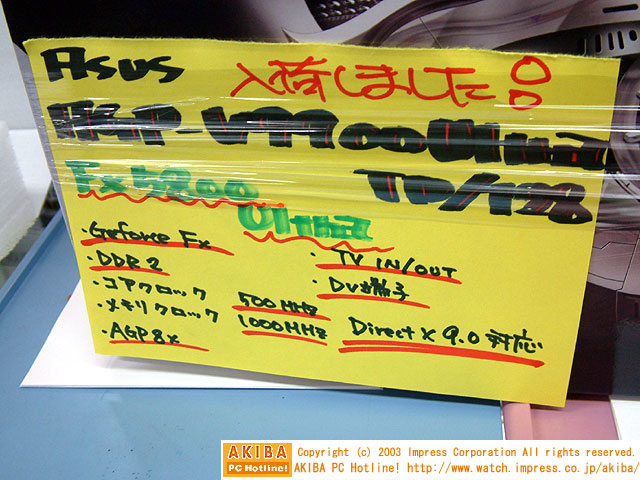 Asus 入荷しました!!
AGP-V9900Ultra
TD/128
Fx5800
Ultra
・Geforce Fx
・DDR2
・コアクロック 500MHz
・メモリクロック 1000MHz
・AGP8x
・TV IN/OUT
・DVI端子
DirectX 9.0 対応
AKIBA
PC Hotline!
Copyright (c) 2003 Impress Corporation All rights reserved.
AKIBA PC Hotline! http://www.watch.impress.co.jp/akiba/